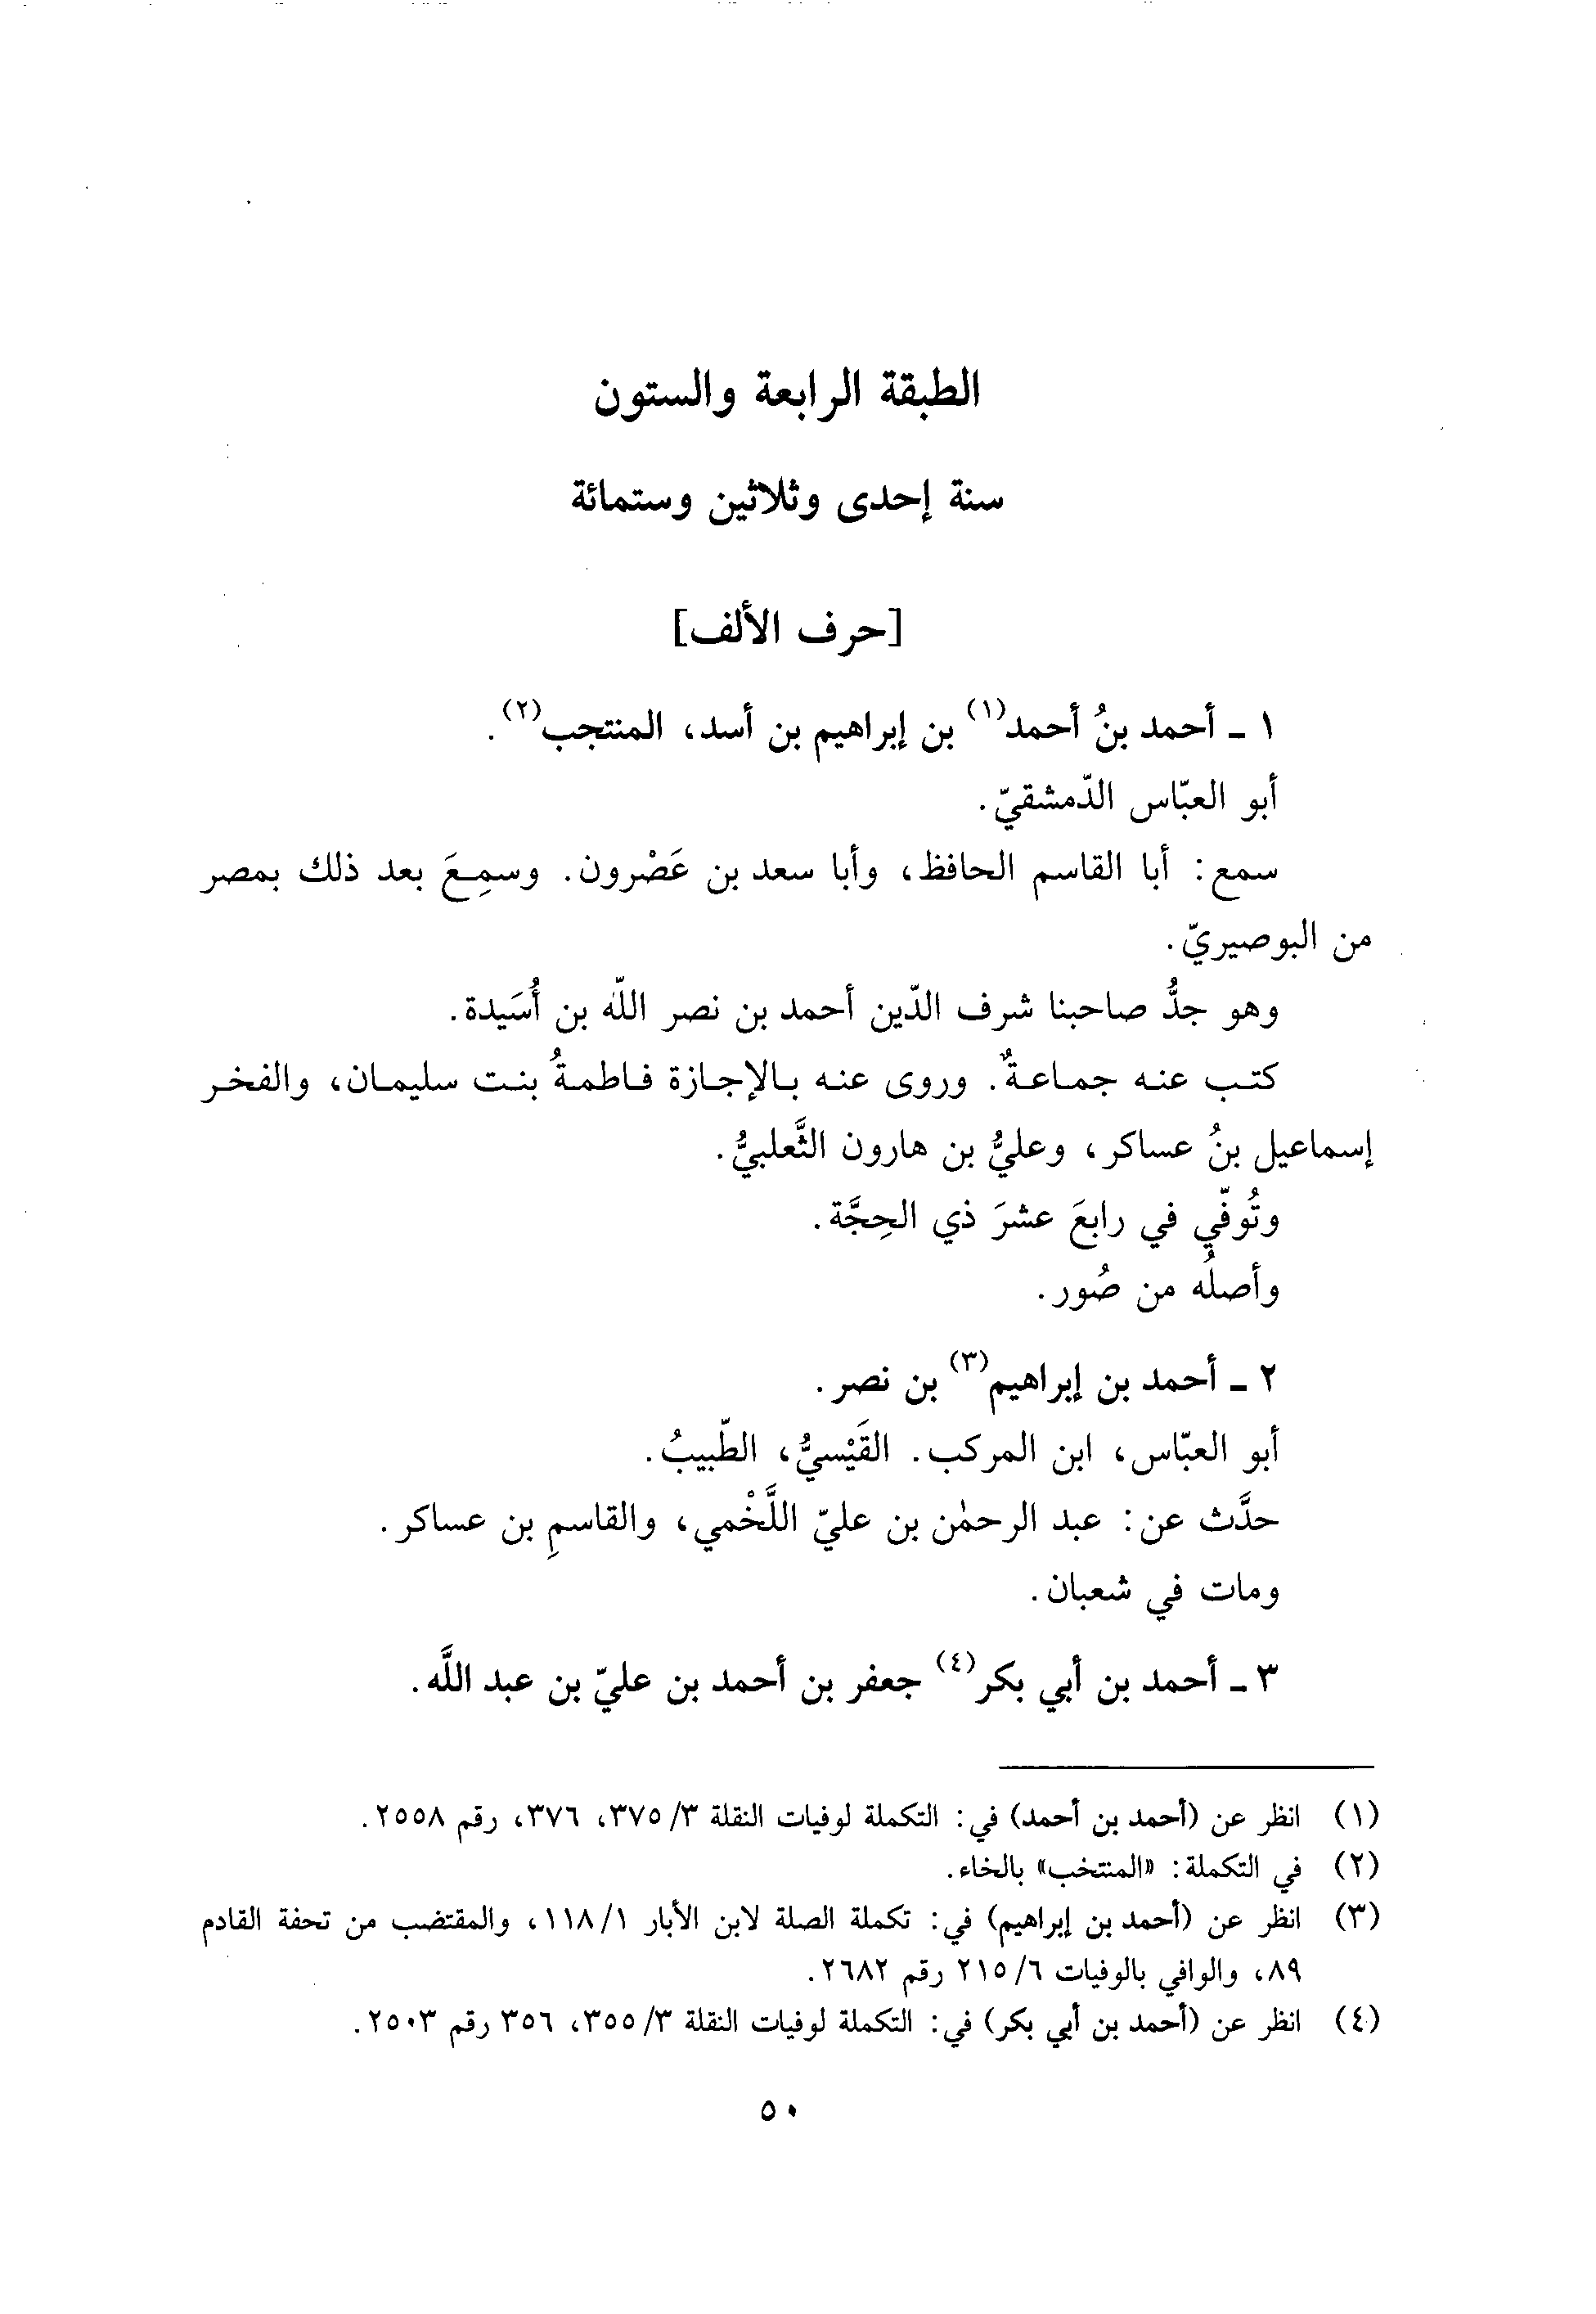 الطبقة الرابعة والستون
سنة إحدى وثلاثين وستمائة
[حرف الألف]
١ ـ أحمد بنُ أحمد(١) بن إبراهيم بن أسد، المنتجب(٢).
أبو العبّاس الدّمشقيّ.
سمع: أبا القاسم الحافظ، وأبا سعد بن عَصْرون. وسمِعَ بعد ذلك بمصر
من البوصيريّ.
وهو جدُّ صاحبنا شرف الدّين أحمد بن نصر اللّه بن أُسَيدة.
كتب عنه جماعةٌ. وروى عنه بالإجازة فاطمةُ بنت سليمان، والفخر
إسماعيل بنُ عساكر، وعليُّ بن هارون الثَّعلبيُّ.
وتُوفّي في رابعَ عشرَ ذي الحِجَّة.
وأصلُه من صُور.
٢ ـ أحمد بن إبراهيم(٣) بن نصر.
أبو العبّاس، ابن المركب. القَيْسيُّ، الطّبيبُ.
حدَّث عن: عبد الرحمٰن بن عليّ اللَّخْمي، والقاسمِ بن عساكر.
ومات في شعبان.
٣ ـ أحمد بن أبي بكر(٤) جعفر بن أحمد بن عليّ بن عبد اللَّه.
(١) انظر عن (أحمد بن أحمد) في: التكملة لوفيات النقلة ٣/ ٣٧٥، ٣٧٦، رقم ٢٥٥٨.
(٢) في التكملة: «المنتخب» بالخاء.
(٣) انظر عن (أحمد بن إبراهيم) في: تكملة الصلة لابن الأبار ١/ ١١٨، والمقتضب من تحفة القادم
٨٩، والوافي بالوفيات ٦/ ٢١٥ رقم ٢٦٨٢.
(٤) انظر عن (أحمد بن أبي بكر) في: التكملة لوفيات النقلة ٣/ ٣٥٥، ٣٥٦ رقم ٢٥٠٣.
٥٠